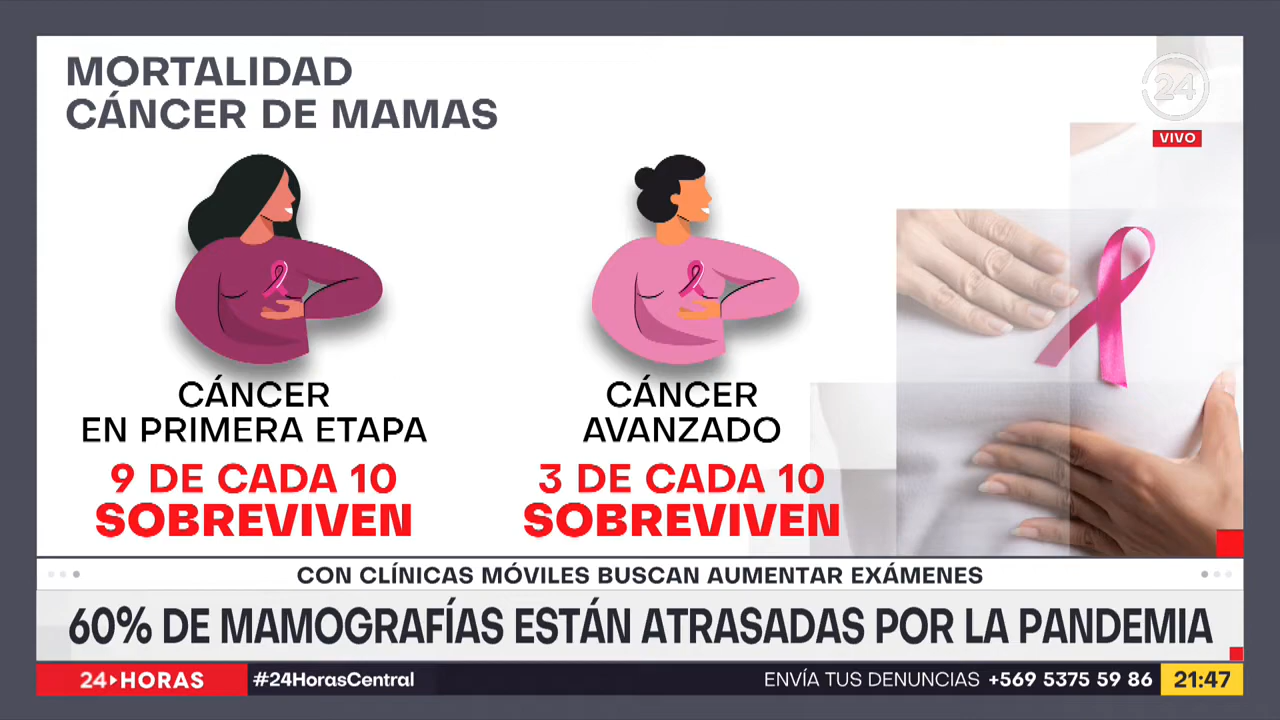 MORTALIDAD
CÁNCER DE MAMAS
24
VIVO
CÁNCER
EN PRIMERA ETAPA
9 DE CADA 10
SOBREVIVEN
CÁNCER
AVANZADO
3 DE CADA 10
SOBREVIVEN
CON CLÍNICAS MÓVILES BUSCAN AUMENTAR EXÁMENES
60% DE MAMOGRAFÍAS ESTÁN ATRASADAS POR LA PANDEMIA
24 HORAS #24HorasCentral ENVÍA TUS DENUNCIAS +569 5375 59 86 21:47